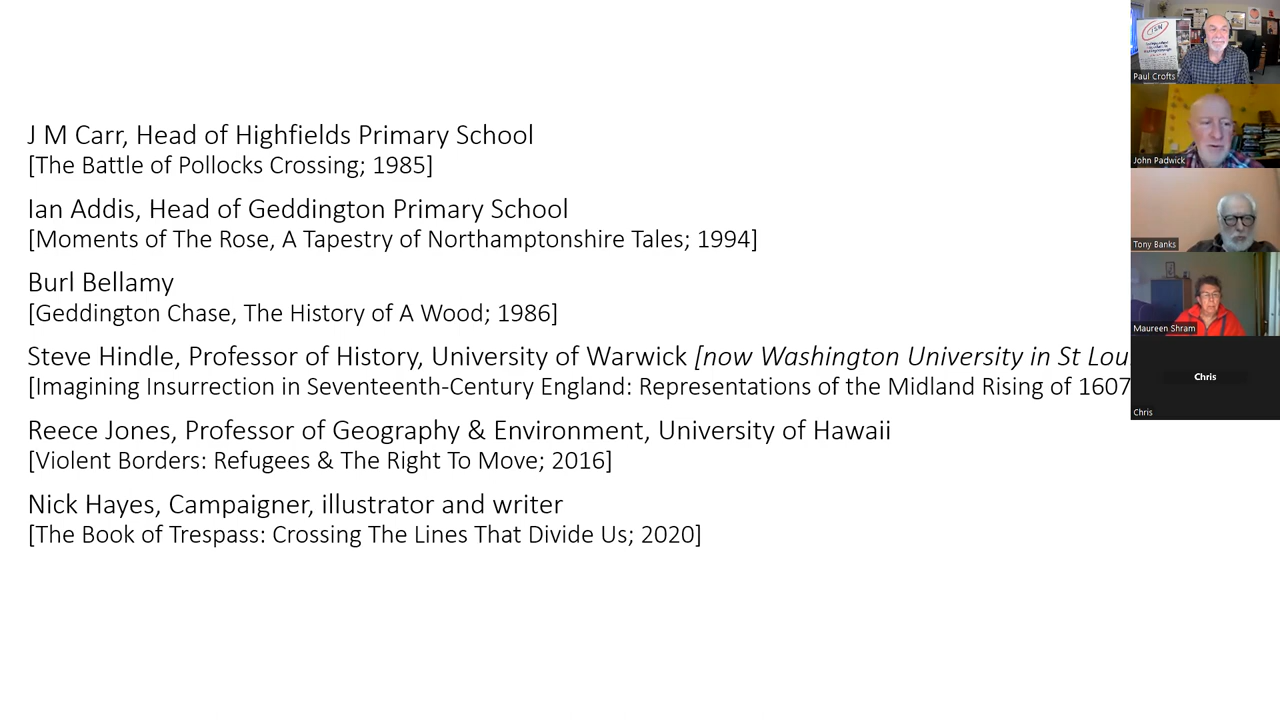 J M Carr, Head of Highfields Primary School
[The Battle of Pollocks Crossing; 1985]
Ian Addis, Head of Geddington Primary School
[Moments of The Rose, A Tapestry of Northamptonshire Tales; 1994]
Burl Bellamy
[Geddington Chase, The History of A Wood; 1986]
Steve Hindle, Professor of History, University of Warwick [now Washington University in St Lou
[Imagining Insurrection in Seventeenth-Century England: Representations of the Midland Rising of 1607
Reece Jones, Professor of Geography & Environment, University of Hawaii
[Violent Borders: Refugees & The Right To Move; 2016]
Nick Hayes, Campaigner, illustrator and writer
[The Book of Trespass: Crossing The Lines That Divide Us; 2020]
Paul Crofts
John Padwick
Tony Banks
Maureen Shram
Chris
Chris